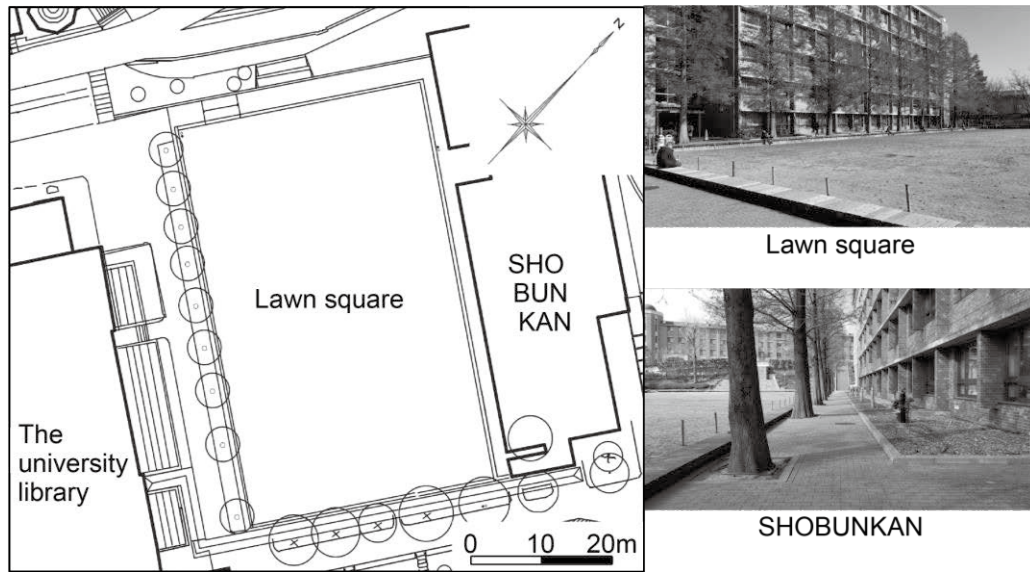 Z
SHO
BUN
KAN
Lawn square
The
university
library
0 10 20m
Lawn square
SHOBUNKAN